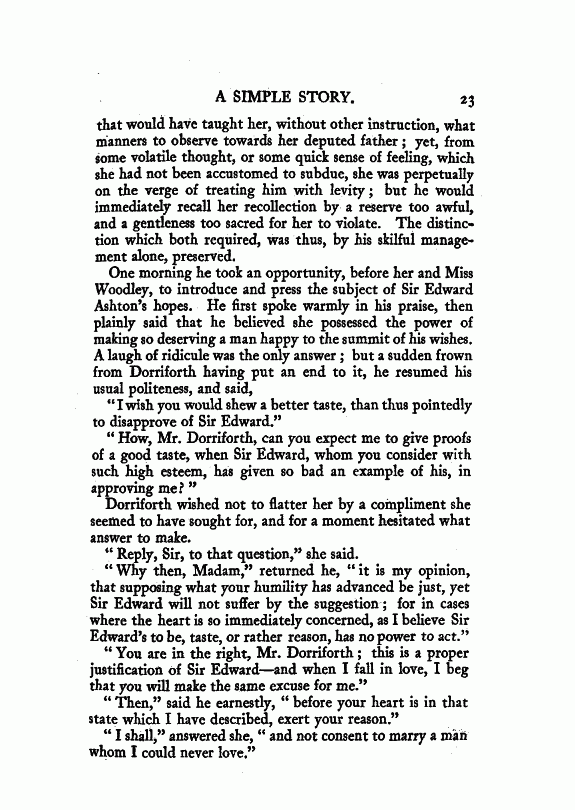 A SIMPLE STORY. 23
that would have taught her, without other instruction, what
manners to observe towards her deputed father; yet, from
some volatile thought, or some quick sense of feeling, which
she had not been accustomed to subdue, she was perpetually
on the verge of treating him with levity; but he would
immediately recall her recollection by a reserve too awful,
and a gentleness too sacred for her to violate. The distinc-
tion which both required, was thus, by his skilful manage-
ment alone, preserved.
One morning he took an opportunity, before her and Miss
Woodley, to introduce and press the subject of Sir Edward
Ashton's hopes. He first spoke warmly in his praise, then
plainly said that he believed she possessed the power of
making so deserving a man happy to the summit of his wishes.
A laugh of ridicule was the only answer; but a sudden frown
from Dorriforth having put an end to it, he resumed his
usual politeness, and said,
"I wish you would shew a better taste, than thus pointedly
to disapprove of Sir Edward."
"How, Mr. Dorriforth, can you expect me to give proofs
of a good taste, when Sir Edward, whom you consider with
such high esteem, has given so bad an example of his, in
approving me?"
Dorriforth wished not to flatter her by a compliment she
seemed to have sought for, and for a moment hesitated what
answer to make.
"Reply, Sir, to that question," she said.
"Why then, Madam," returned he, "it is my opinion,
that supposing what your humility has advanced be just, yet
Sir Edward will not suffer by the suggestion; for in cases
where the heart is so immediately concerned, as I believe Sir
Edward's to be, taste, or rather reason, has no power to act."
"You are in the right, Mr. Dorriforth; this is a proper
justification of Sir Edward—and when I fall in love, I beg
that you will make the same excuse for me."
"Then," said he earnestly, "before your heart is in that
state which I have described, exert your reason."
"I shall," answered she, "and not consent to marry a man
whom I could never love."